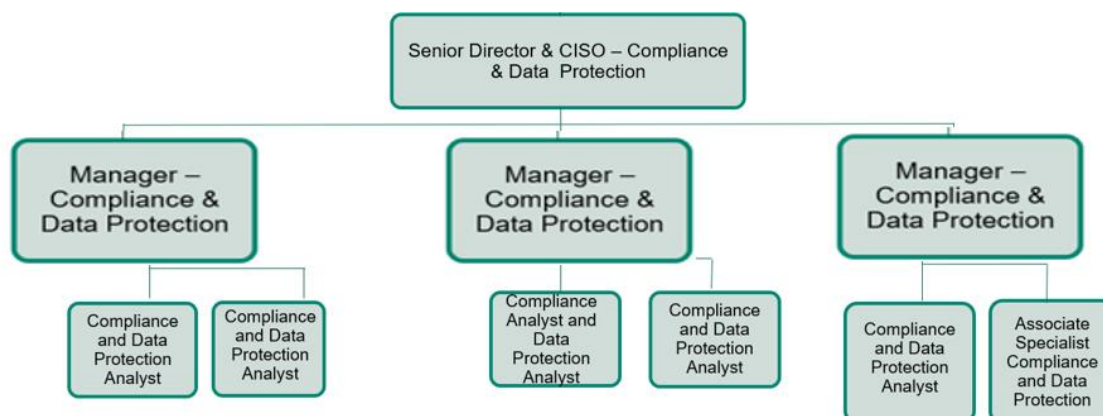 Senior Director & CISO – Compliance
& Data Protection
Manager –
Compliance &
Data Protection
Manager –
Compliance &
Data Protection
Manager –
Compliance &
Data Protection
Compliance
and Data
Protection
Analyst
Compliance
and Data
Protection
Analyst
Compliance
Analyst and
Data
Protection
Analyst
Compliance
and Data
Protection
Analyst
Compliance
and Data
Protection
Analyst
Associate
Specialist
Compliance
and Data
Protection